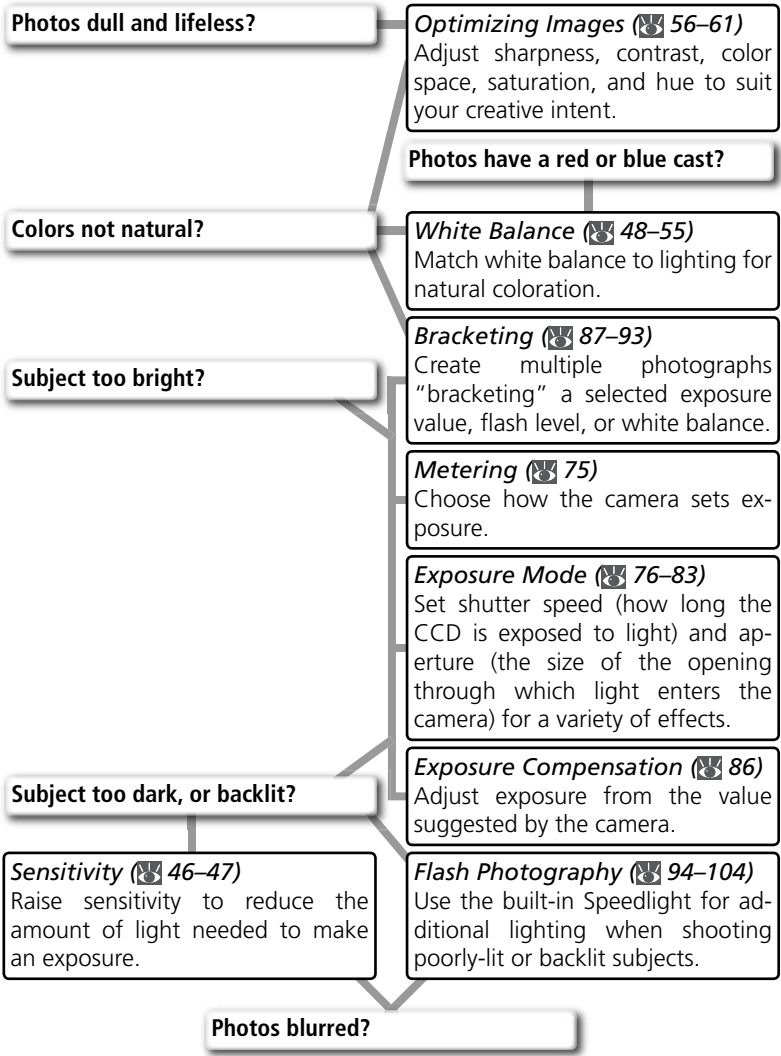 Photos dull and lifeless?
Optimizing Images ( 56–61)
Adjust sharpness, contrast, color
space, saturation, and hue to suit
your creative intent.
Photos have a red or blue cast?
Colors not natural?
White Balance ( 48–55)
Match white balance to lighting for
natural coloration.
Bracketing ( 87–93)
Create multiple photographs
“bracketing” a selected exposure
value, flash level, or white balance.
Subject too bright?
Metering ( 75)
Choose how the camera sets ex-
posure.
Exposure Mode ( 76–83)
Set shutter speed (how long the
CCD is exposed to light) and ap-
erture (the size of the opening
through which light enters the
camera) for a variety of effects.
Exposure Compensation ( 86)
Adjust exposure from the value
suggested by the camera.
Subject too dark, or backlit?
Sensitivity ( 46–47)
Raise sensitivity to reduce the
amount of light needed to make
an exposure.
Flash Photography ( 94–104)
Use the built-in Speedlight for ad-
ditional lighting when shooting
poorly-lit or backlit subjects.
Photos blurred?